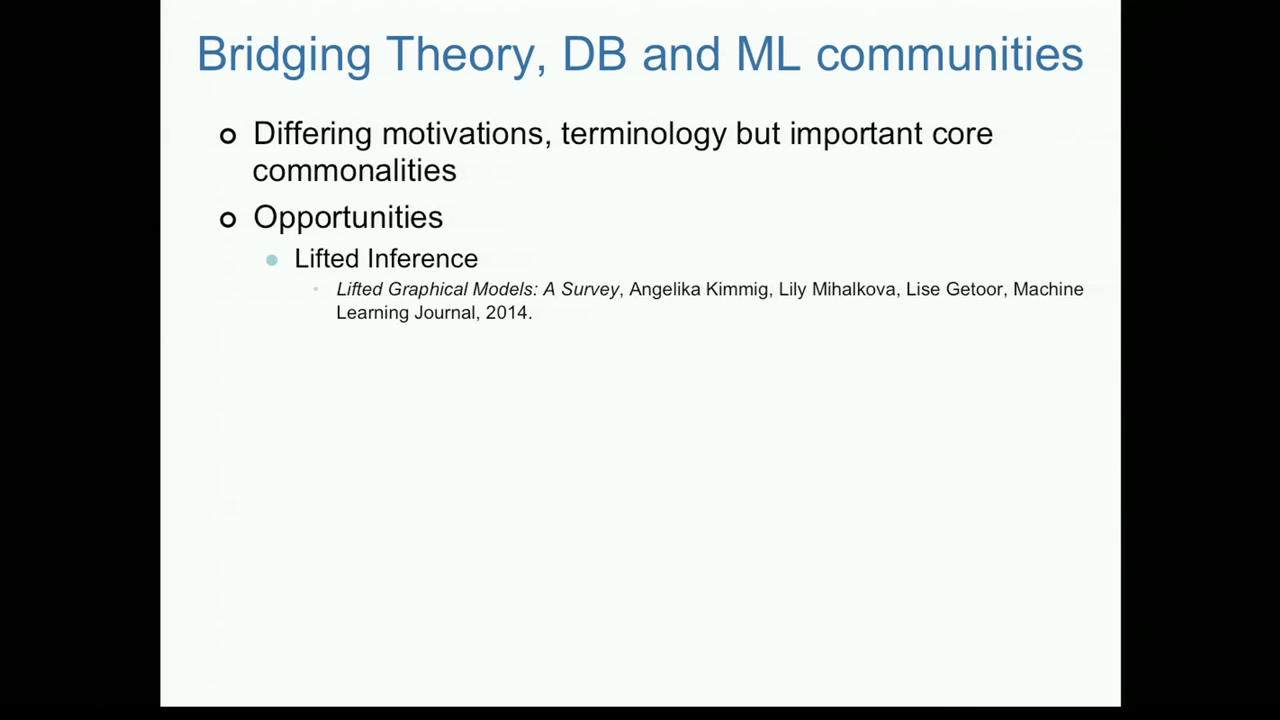 Bridging Theory, DB and ML communities
Differing motivations, terminology but important core
commonalities
Opportunities
Lifted Inference
Lifted Graphical Models: A Survey, Angelika Kimmig, Lily Mihalkova, Lise Getoor, Machine
Learning Journal, 2014.